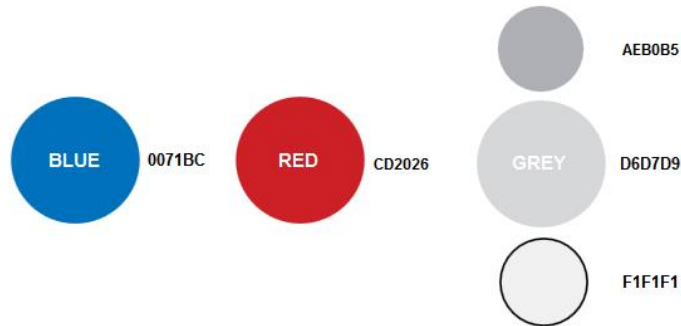 AEB0B5
BLUE
0071BC
RED
CD2026
GREY
D6D7D9
F1F1F1